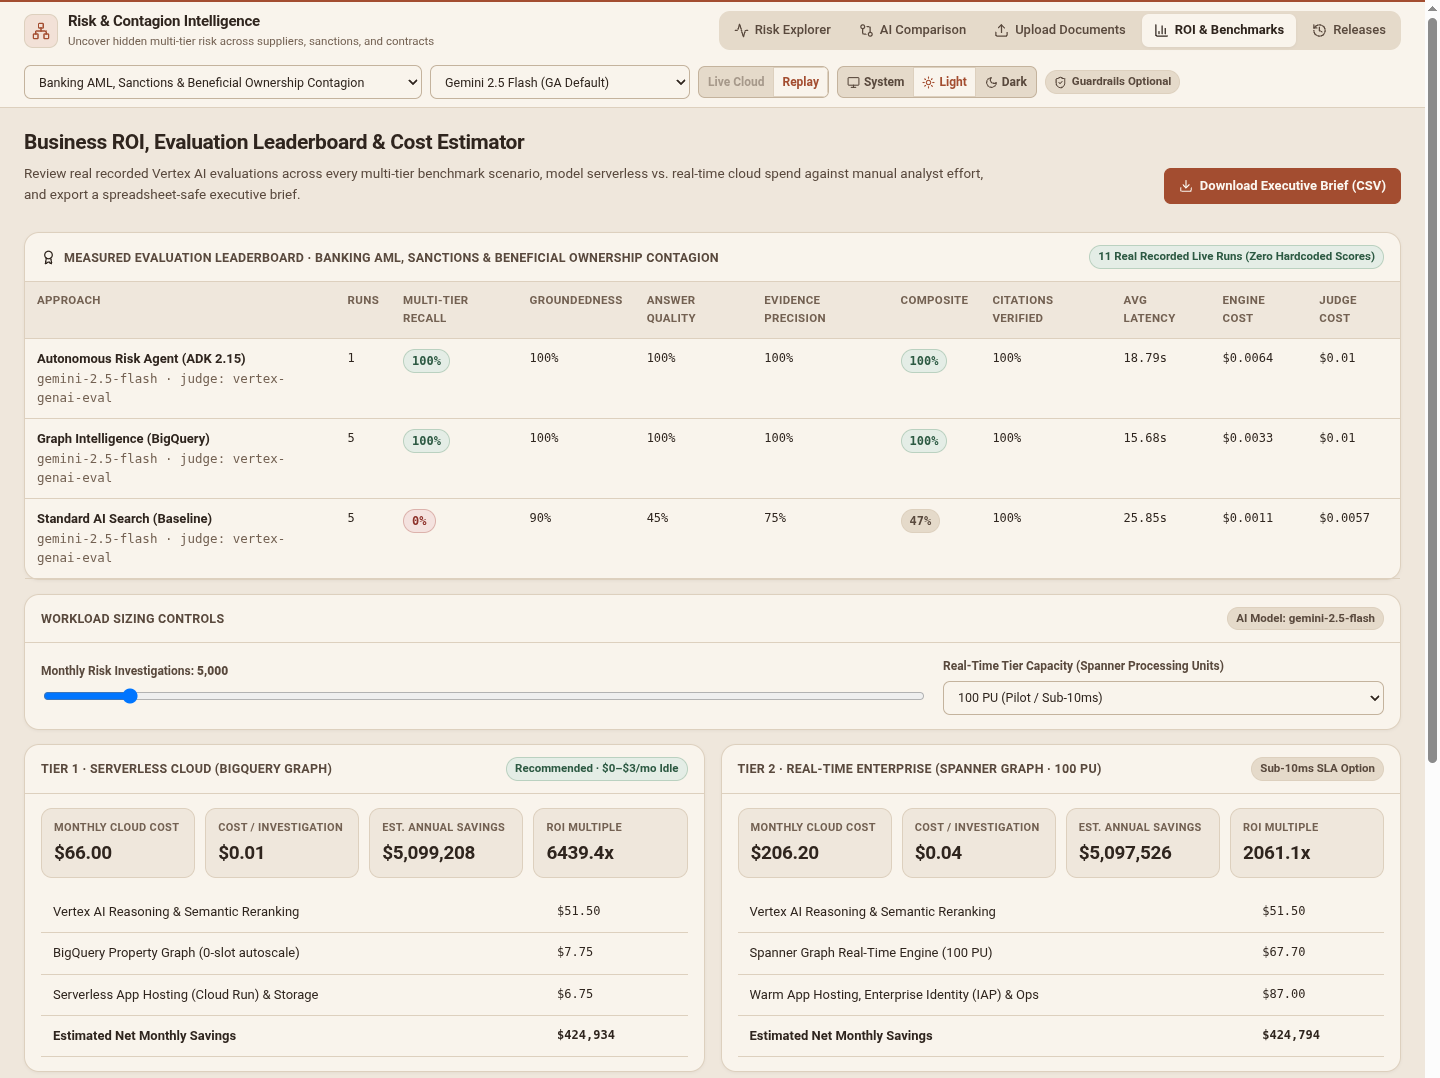 Risk & Contagion Intelligence
Uncover hidden multi-tier risk across suppliers, sanctions, and contracts
Risk Explorer
AI Comparison
Upload Documents
ROI & Benchmarks
Releases
Banking AML, Sanctions & Beneficial Ownership Contagion
Gemini 2.5 Flash (GA Default)
Live Cloud
Replay
System
Light
Dark
Guardrails Optional
Business ROI, Evaluation Leaderboard & Cost Estimator
Review real recorded Vertex AI evaluations across every multi-tier benchmark scenario, model serverless vs. real-time cloud spend against manual analyst effort,
and export a spreadsheet-safe executive brief.
Download Executive Brief (CSV)
MEASURED EVALUATION LEADERBOARD · BANKING AML, SANCTIONS & BENEFICIAL OWNERSHIP CONTAGION
11 Real Recorded Live Runs (Zero Hardcoded Scores)
APPROACH RUNS MULTI-TIER GROUNDEDNESS ANSWER EVIDENCE COMPOSITE CITATIONS AVG ENGINE JUDGE
RECALL QUALITY PRECISION VERIFIED LATENCY COST COST
Autonomous Risk Agent (ADK 2.15) 1 100% 100% 100% 100% 100% 100% 18.79s $0.0064 $0.01
gemini-2.5-flash · judge: vertex-
genai-eval
Graph Intelligence (BigQuery) 5 100% 100% 100% 100% 100% 100% 15.68s $0.0033 $0.01
gemini-2.5-flash · judge: vertex-
genai-eval
Standard AI Search (Baseline) 5 0% 90% 45% 75% 47% 100% 25.85s $0.0011 $0.0057
gemini-2.5-flash · judge: vertex-
genai-eval
WORKLOAD SIZING CONTROLS
AI Model: gemini-2.5-flash
Monthly Risk Investigations: 5,000
Real-Time Tier Capacity (Spanner Processing Units)
100 PU (Pilot / Sub-10ms)
TIER 1 · SERVERLESS CLOUD (BIGQUERY GRAPH)
Recommended · $0–$3/mo Idle
MONTHLY CLOUD COST COST / INVESTIGATION EST. ANNUAL SAVINGS ROI MULTIPLE
$66.00 $0.01 $5,099,208 6439.4x
Vertex AI Reasoning & Semantic Reranking $51.50
BigQuery Property Graph (0-slot autoscale) $7.75
Serverless App Hosting (Cloud Run) & Storage $6.75
Estimated Net Monthly Savings $424,934
TIER 2 · REAL-TIME ENTERPRISE (SPANNER GRAPH · 100 PU)
Sub-10ms SLA Option
MONTHLY CLOUD COST COST / INVESTIGATION EST. ANNUAL SAVINGS ROI MULTIPLE
$206.20 $0.04 $5,097,526 2061.1x
Vertex AI Reasoning & Semantic Reranking $51.50
Spanner Graph Real-Time Engine (100 PU) $67.70
Warm App Hosting, Enterprise Identity (IAP) & Ops $87.00
Estimated Net Monthly Savings $424,794